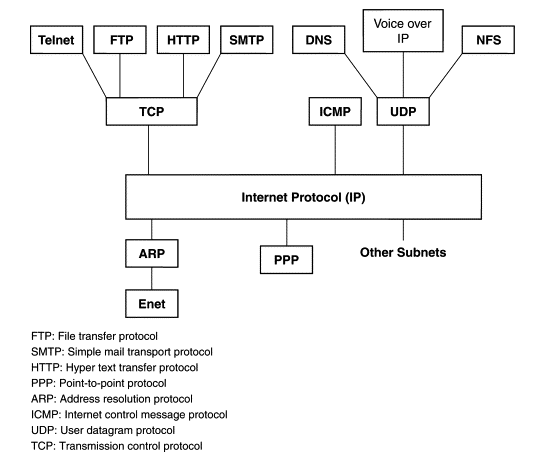 Telnet
FTP
HTTP
SMTP
DNS
Voice over
IP
NFS
TCP
ICMP
UDP
Internet Protocol (IP)
ARP
PPP
Other Subnets
Enet
FTP: File transfer protocol
SMTP: Simple mail transport protocol
HTTP: Hyper text transfer protocol
PPP: Point-to-point protocol
ARP: Address resolution protocol
ICMP: Internet control message protocol
UDP: User datagram protocol
TCP: Transmission control protocol